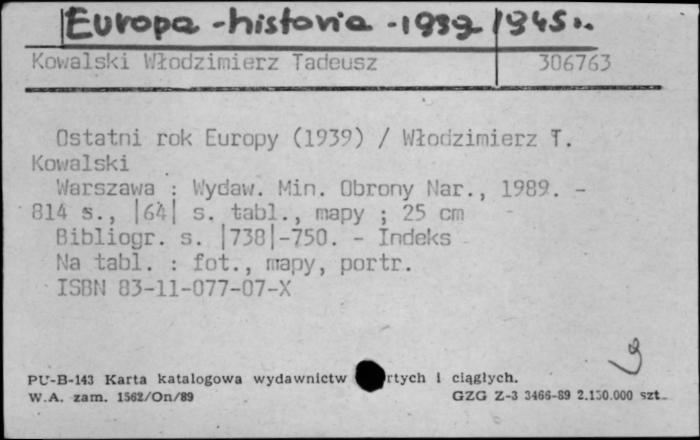 Europa - historia - 1939-1945 r.
Kowalski Włodzimierz Tadeusz 306763
Ostatni rok Europy (1939) / Włodzimierz T.
Kowalski
Warszawa : Wydaw. Min. Obrony Nar., 1989. -
814 s., |64| s. tabl., mapy ; 25 cm
Bibliogr. s. |738|-750. - Indeks
Na tabl. : fot., mapy, portr.
ISBN 83-11-077-07-X
PU-B-143 Karta katalogowa wydawnictw rtych i ciągłych.
W.A. zam. 1562/On/89 GZG Z-3 3466-89 2.150.000 szt.